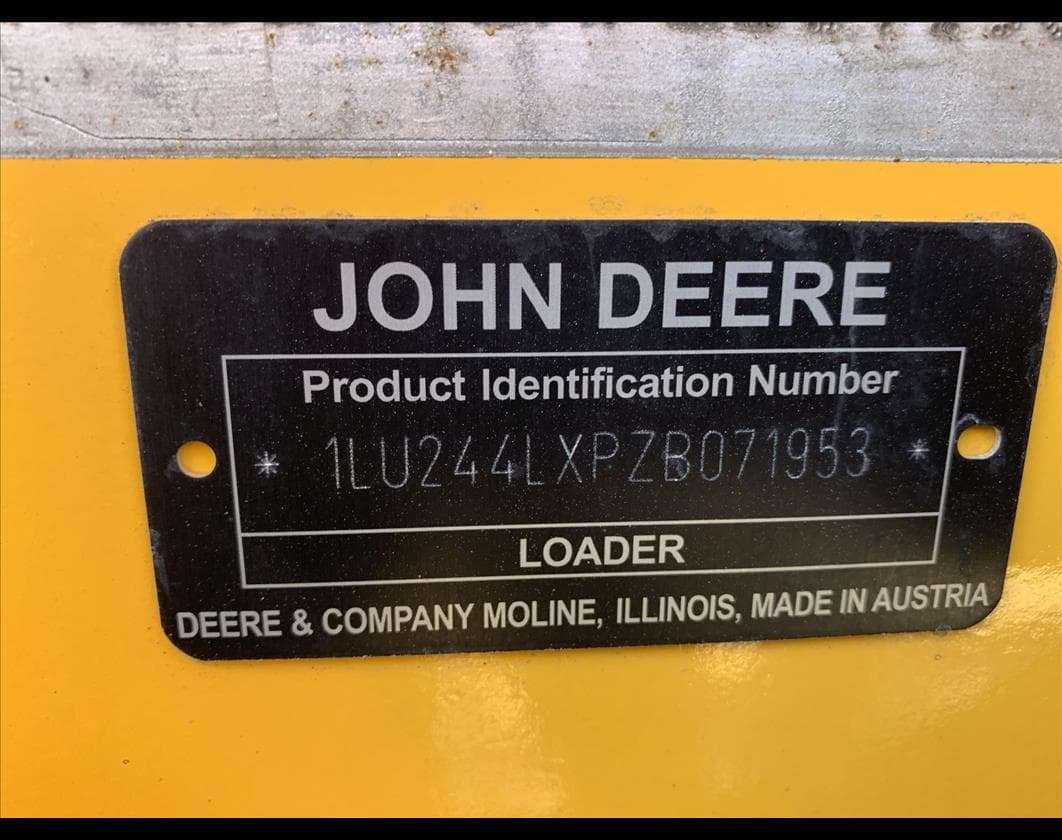 JOHN DEERE
Product Identification Number
* 1LU244LXPZB071953 *
LOADER
DEERE & COMPANY MOLINE, ILLINOIS, MADE IN AUSTRIA